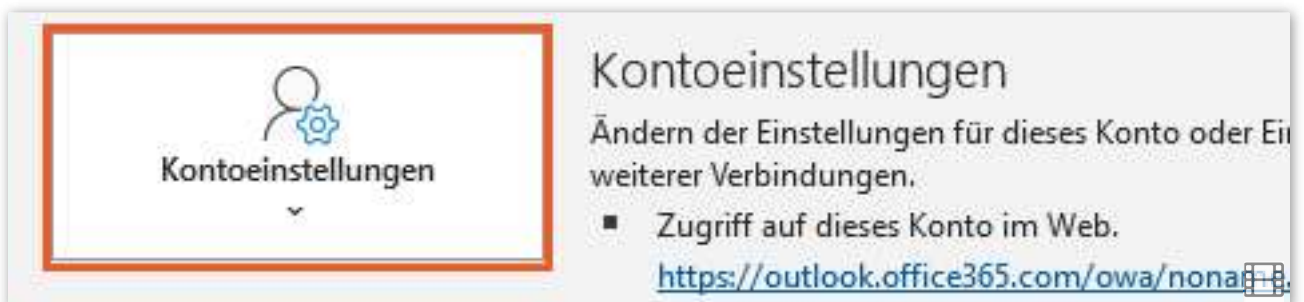 Kontoeinstellungen
Kontoeinstellungen
Ändern der Einstellungen für dieses Konto oder
weiterer Verbindungen.
Zugriff auf dieses Konto im Web.
https://outlook.office365.com/owa/